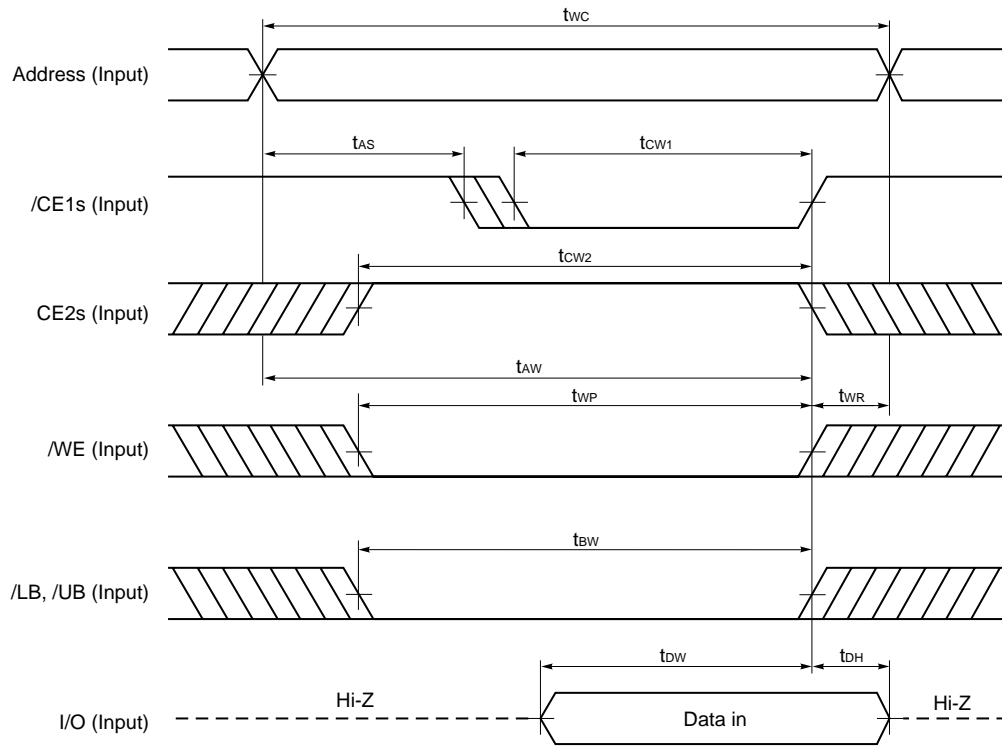 tWC
Address (Input)
tAS
tCW1
/CE1s (Input)
tCW2
CE2s (Input)
tAW
tWP
tWR
/WE (Input)
tBW
/LB, /UB (Input)
tDW
tDH
Hi-Z
Hi-Z
I/O (Input)
Data in